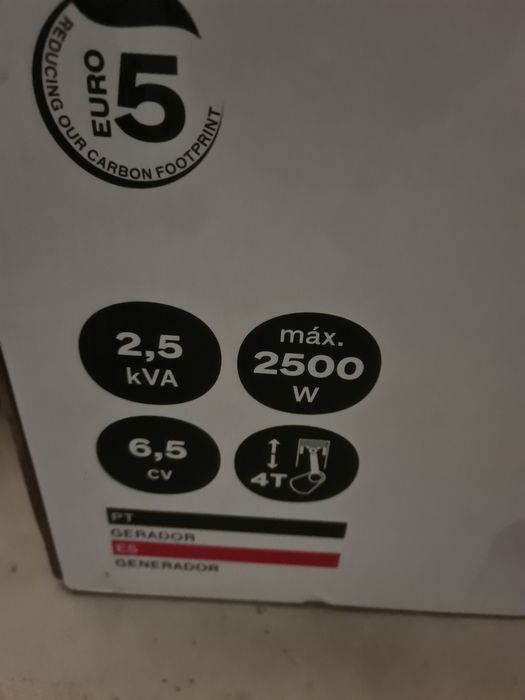 EURO
5
REDUCING OUR CARBON FOOTPRINT
2,5
kVA
máx.
2500
W
6,5
CV
4T
PT
GERADOR
ES
GENERADOR